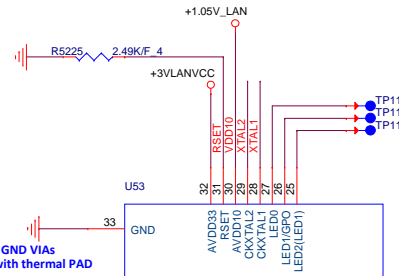 +1.05V_LAN
R5225 2.49K/F_4
+3VLANVCC
TP11
TP11
TP11
RSET
VDD10
XTAL2
XTAL1
U53
32
31
30
29
28
27
26
25
33
GND
AVDD33
RSET
AVDD10
CKXTAL2
CKXTAL1
LED0
LED1/GPO
LED2(LED1)
GND VIAs
with thermal PAD